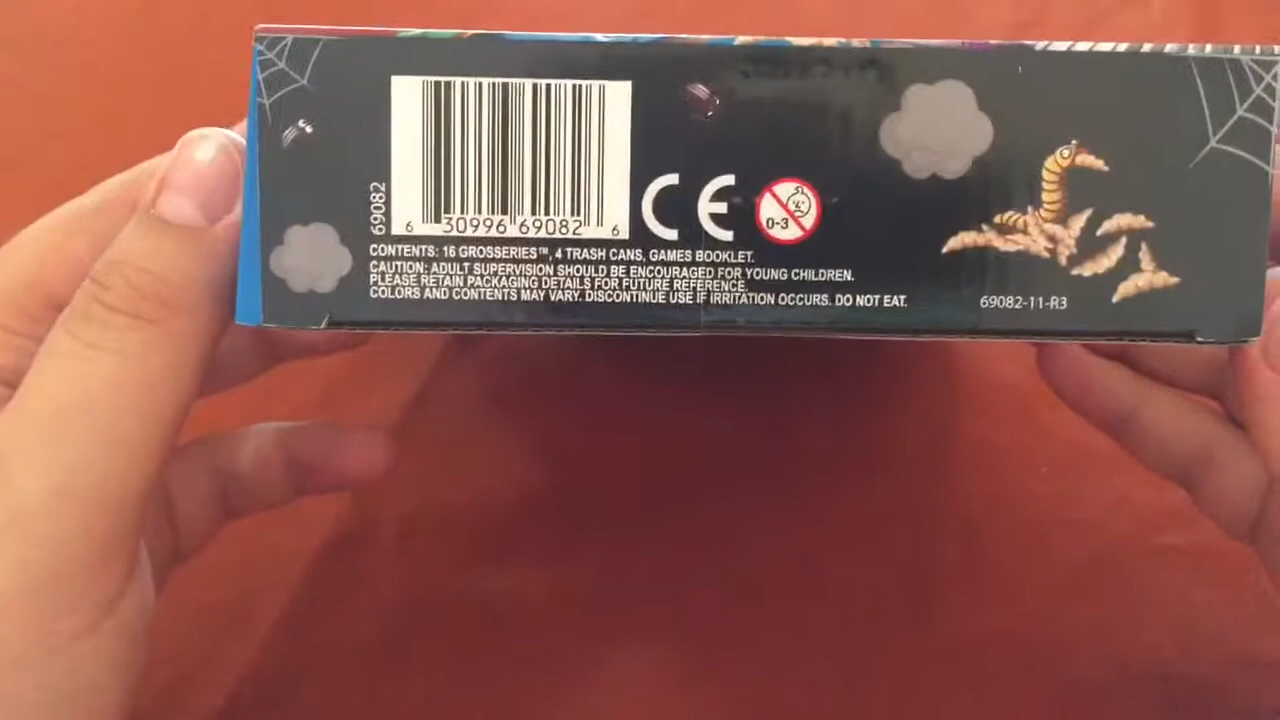 69082
6 30996 69082 6
CE
0-3
CONTENTS: 16 GROSSERIES™, 4 TRASH CANS, GAMES BOOKLET.
CAUTION: ADULT SUPERVISION SHOULD BE ENCOURAGED FOR YOUNG CHILDREN.
PLEASE RETAIN PACKAGING DETAILS FOR FUTURE REFERENCE.
COLORS AND CONTENTS MAY VARY. DISCONTINUE USE IF IRRITATION OCCURS. DO NOT EAT.
69082-11-R3